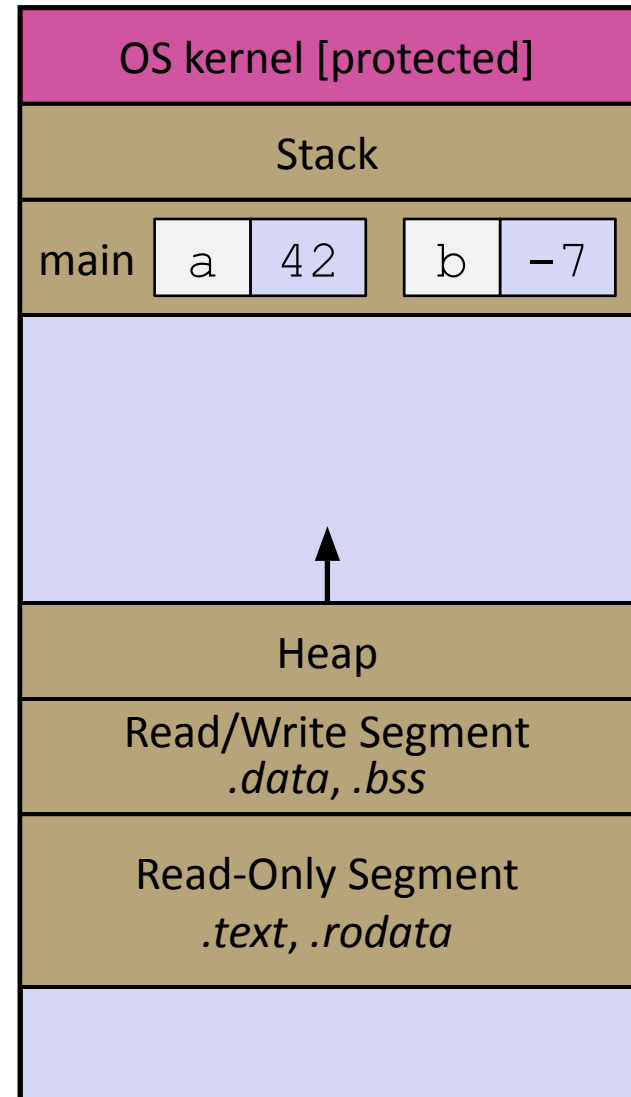 OS kernel [protected]
Stack
main a 42 b -7
Heap
Read/Write Segment
.data, .bss
Read-Only Segment
.text, .rodata